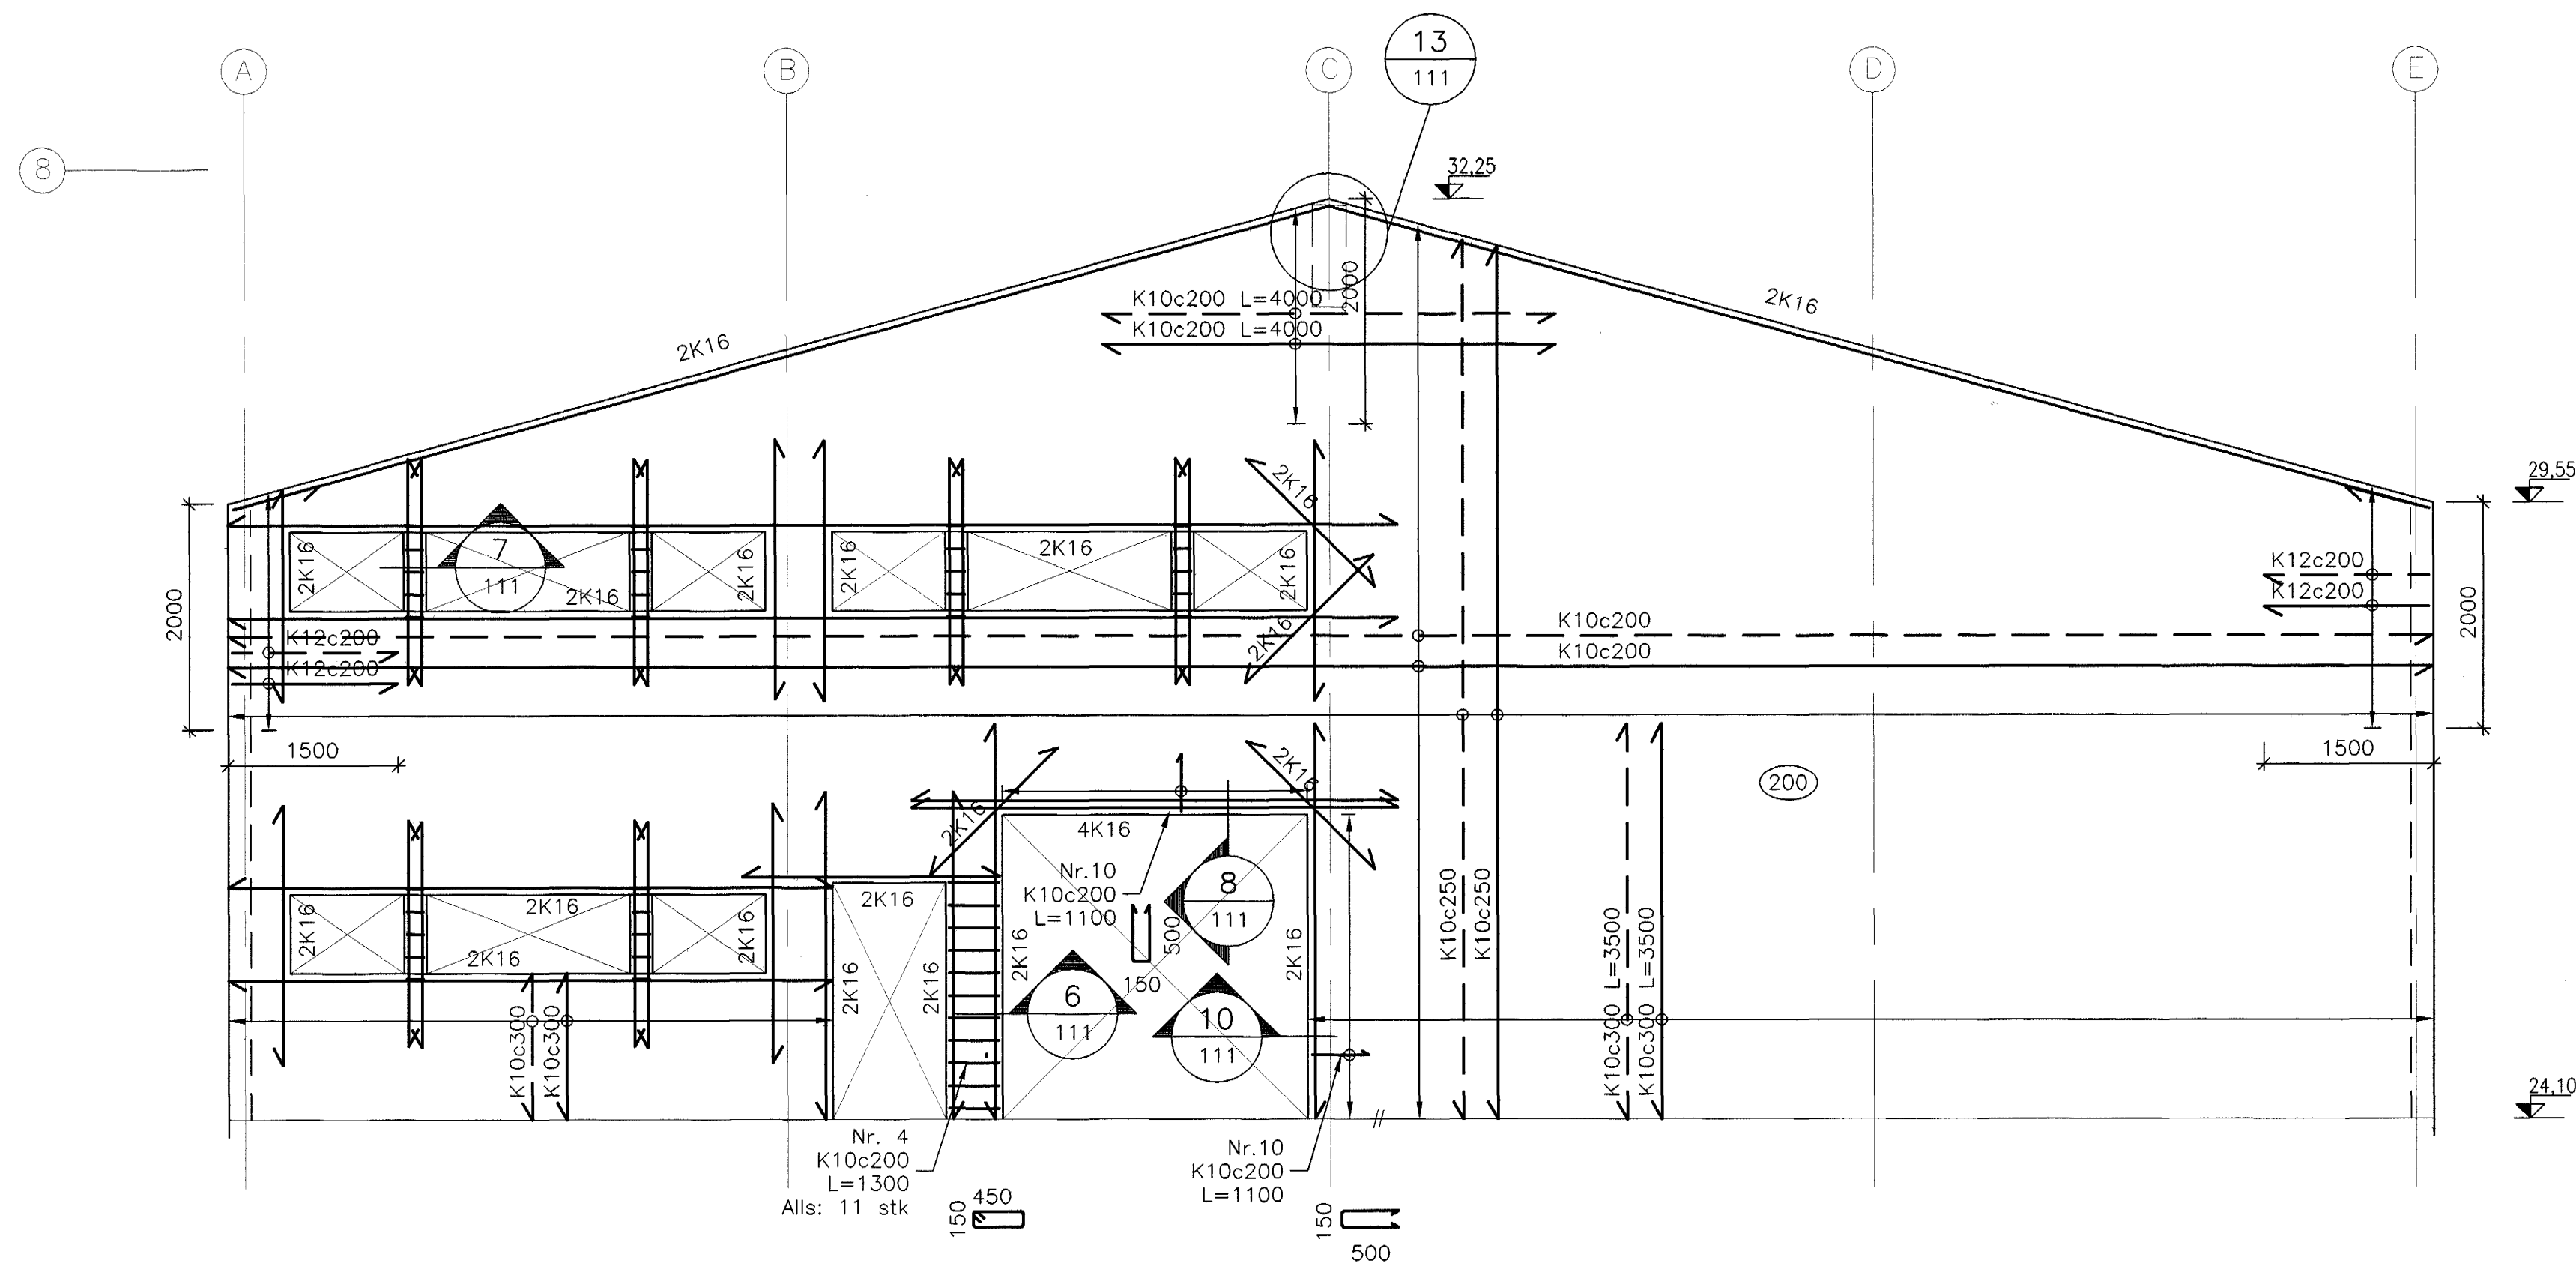 13
111
A
B
C
D
E
8
32,25
2K16
2K16
K10c200 L=4000
K10c200 L=4000
2000
29,55
2K16
7
111
2K16
2K16
2K16
2K16
2K16
2K16
2K16
2K16
K12c200
K12c200
2000
2000
K12c200
K12c200
K10c200
K10c200
1500
1500
200
2K16
2K16
4K16
Nr.10
K10c200
L=1100
500
150
8
111
2K16
2K16
2K16
2K16
2K16
2K16
2K16
2K16
2K16
6
111
10
111
K10c250
K10c250
K10c300 L=3500
K10c300 L=3500
K10c300
K10c300
24,10
Nr. 4
K10c200
L=1300
Alls: 11 stk
150
450
Nr.10
K10c200
L=1100
150
500